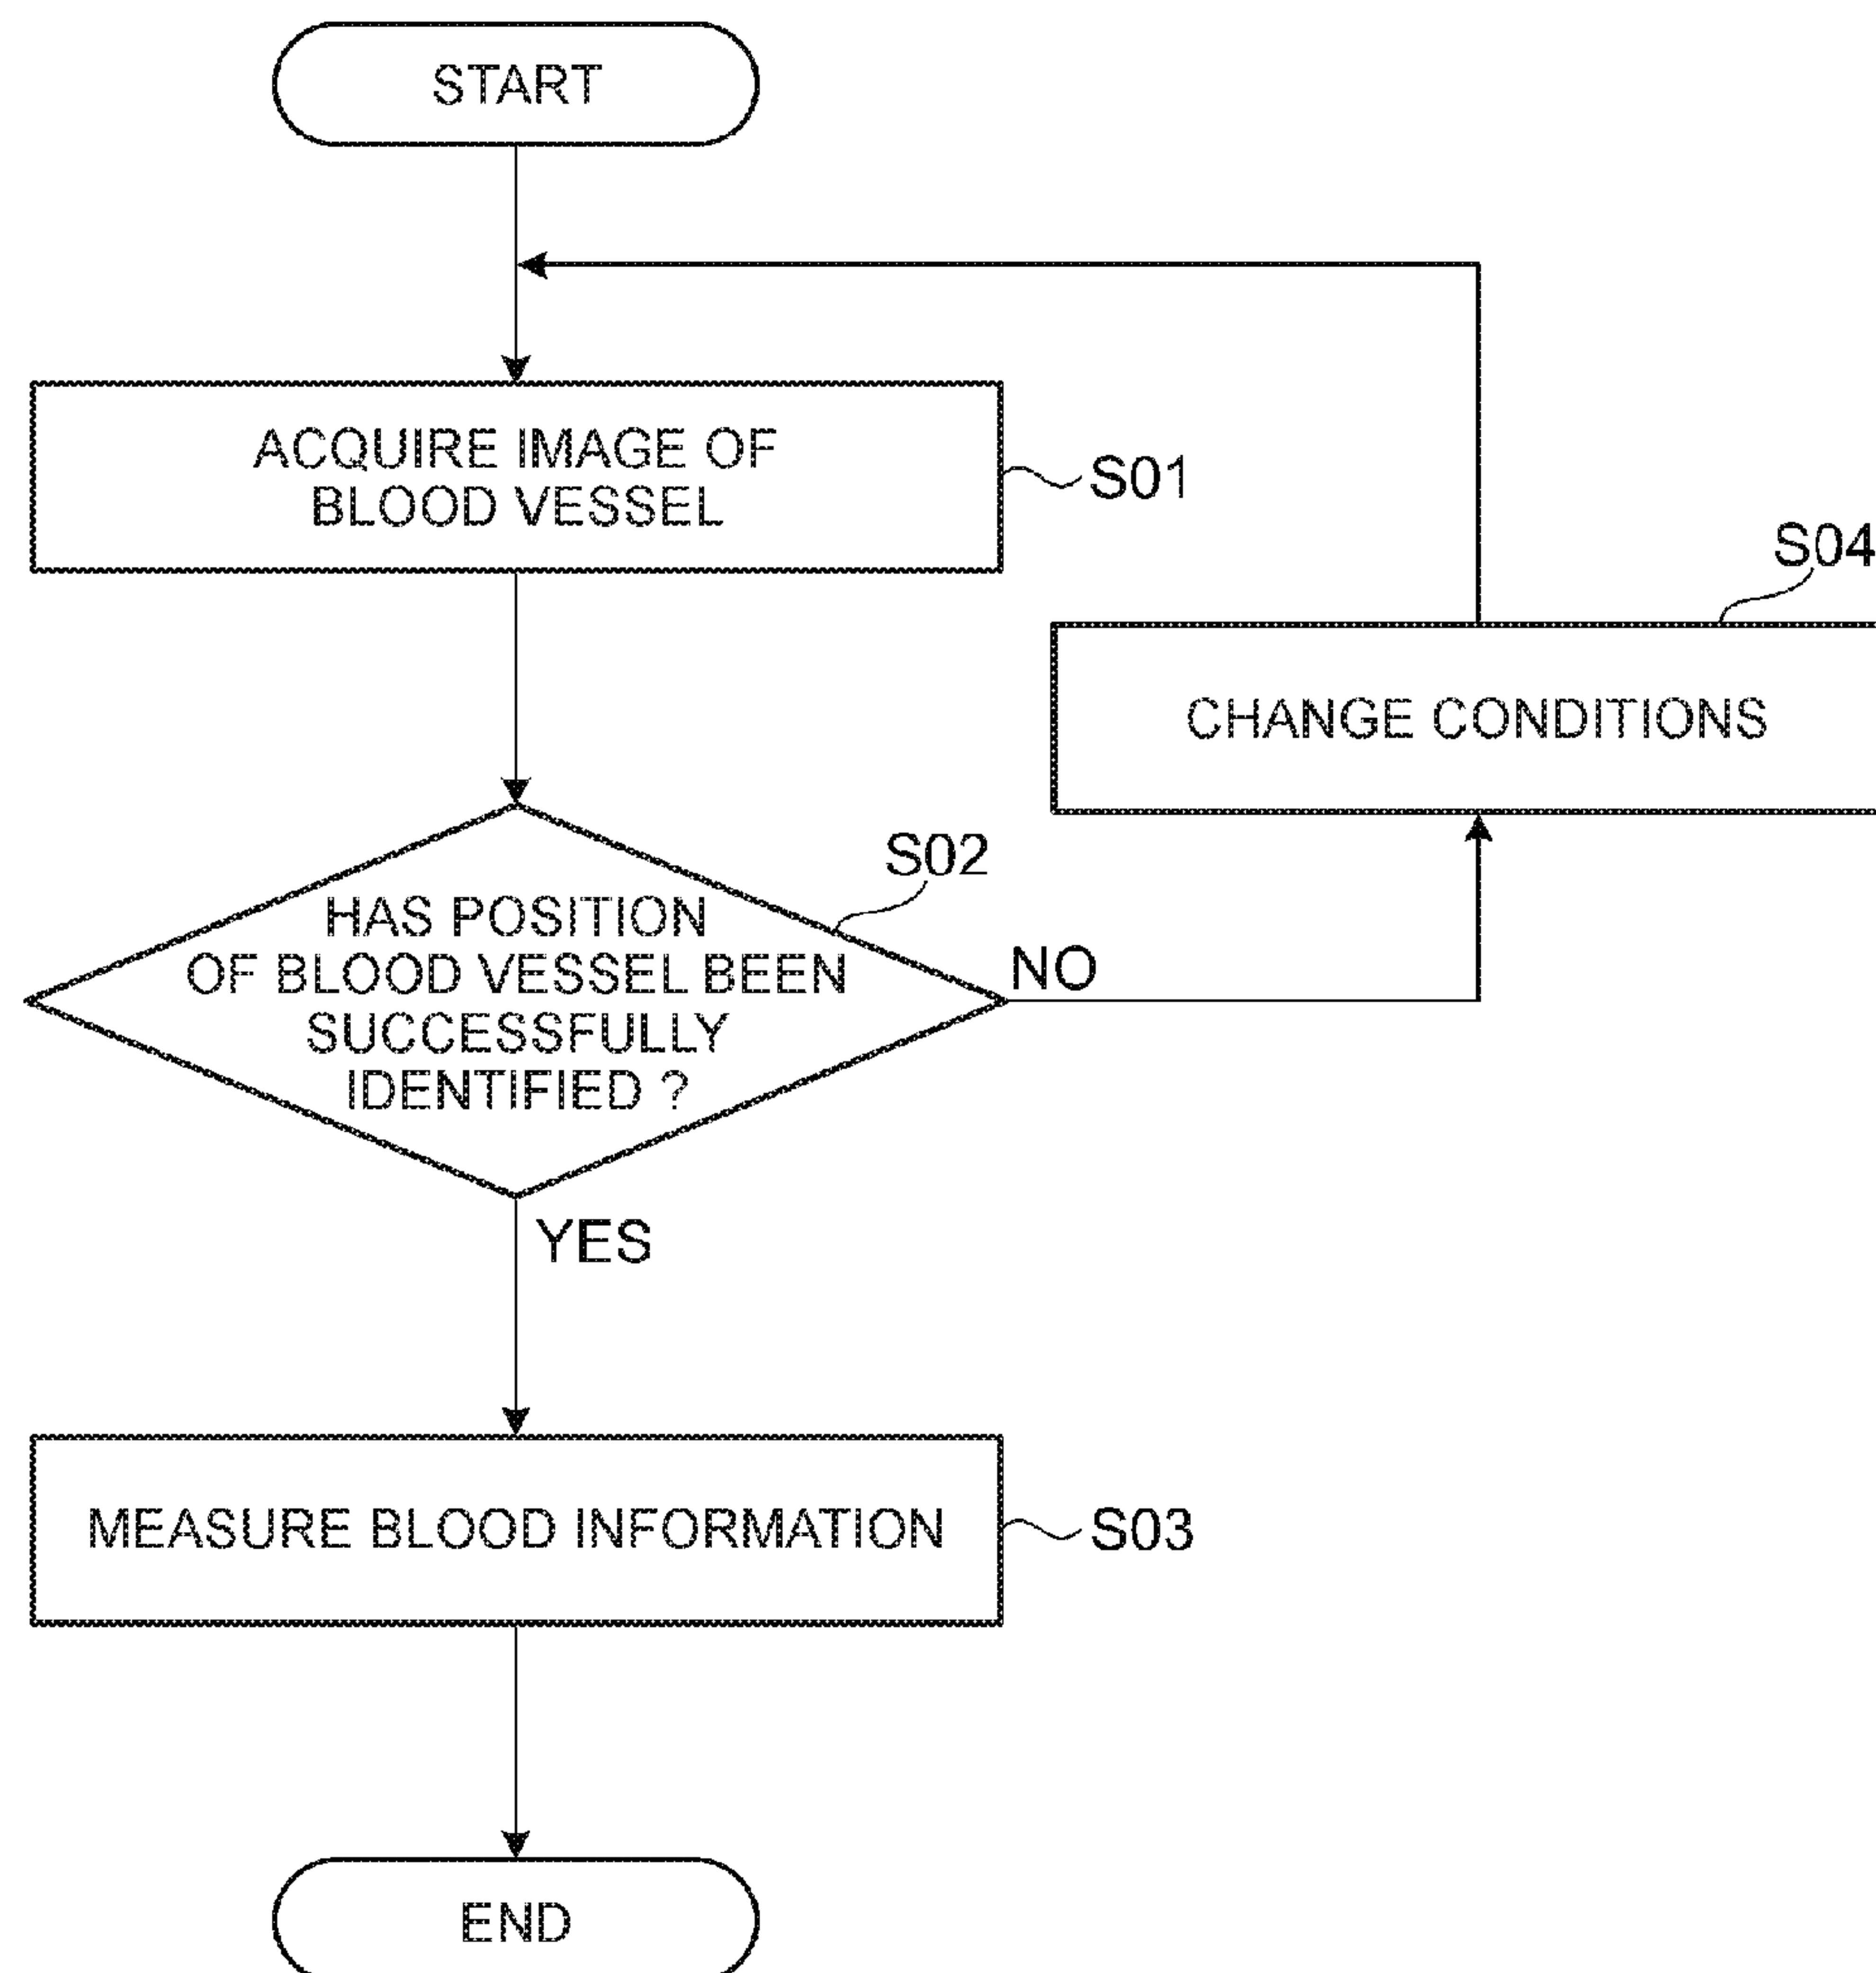 START
ACQUIRE IMAGE OF
BLOOD VESSEL
S01
S04
CHANGE CONDITIONS
S02
HAS POSITION
OF BLOOD VESSEL BEEN
SUCCESSFULLY
IDENTIFIED ?
NO
YES
MEASURE BLOOD INFORMATION
S03
END